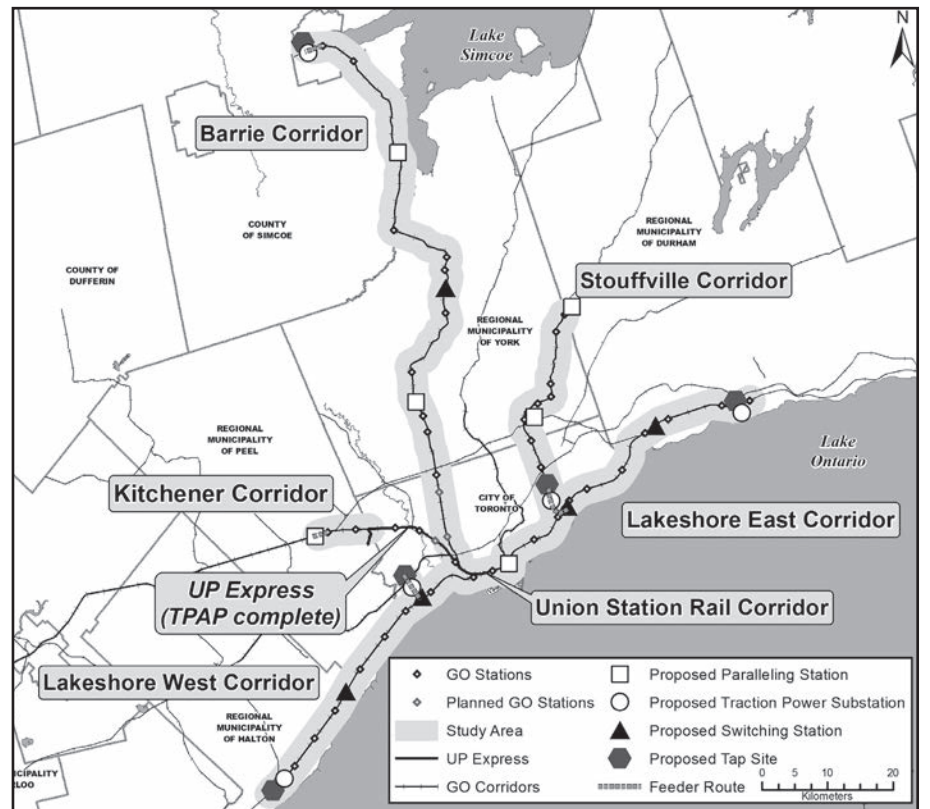 N
Lake
Simcoe
Barrie Corridor
COUNTY
OF SIMCOE
REGIONAL
MUNICIPALITY
OF DURHAM
COUNTY OF
DUFFERIN
Stouffville Corridor
REGIONAL
MUNICIPALITY
OF YORK
REGIONAL
MUNICIPALITY
OF PEEL
Lake
Ontario
Kitchener Corridor
CITY OF
TORONTO
Lakeshore East Corridor
UP Express
(TPAP complete)
Union Station Rail Corridor
Lakeshore West Corridor
REGIONAL
MUNICIPALITY
OF HALTON
ICIPALITY
RLOO
GO Stations
Planned GO Stations
Study Area
UP Express
GO Corridors
Proposed Paralleling Station
Proposed Traction Power Substation
Proposed Switching Station
Proposed Tap Site
Feeder Route
0 5 10 20
Kilometers